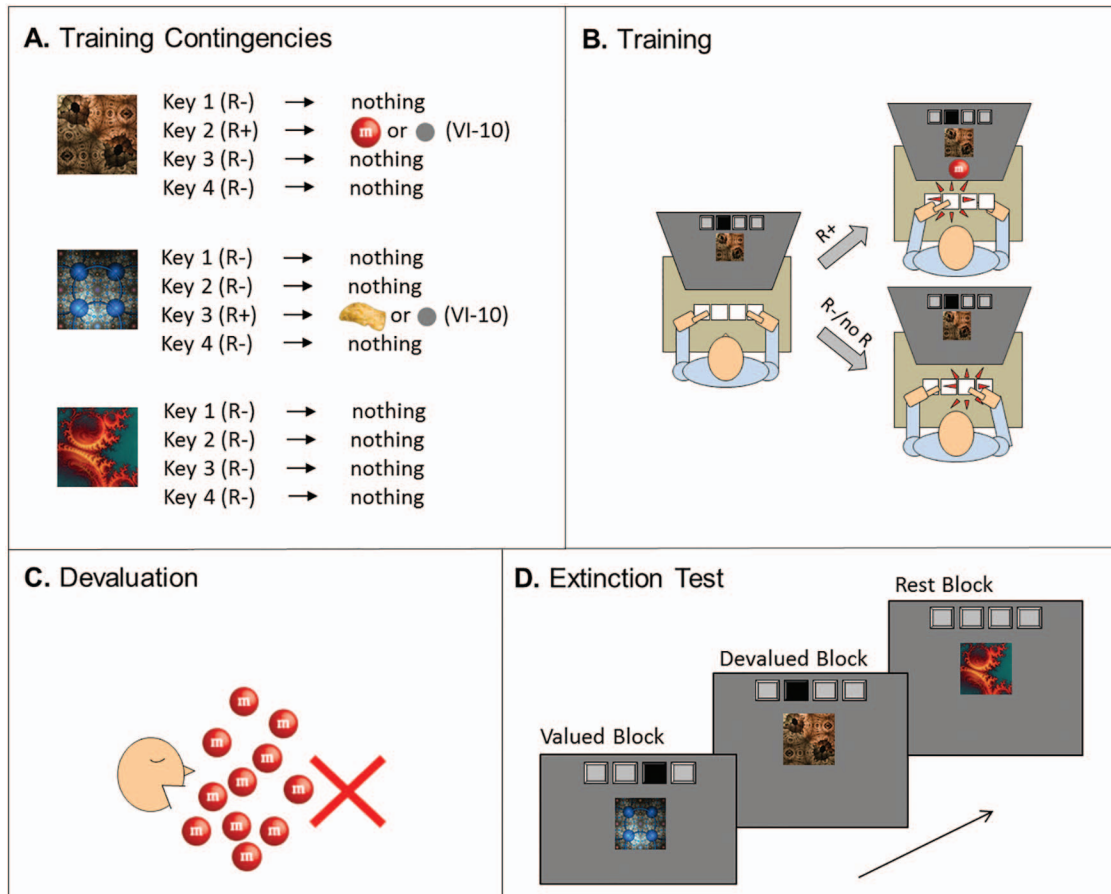 A. Training Contingencies
Key 1 (R-) → nothing
Key 2 (R+) → m or (VI-10)
Key 3 (R-) → nothing
Key 4 (R-) → nothing
Key 1 (R-) → nothing
Key 2 (R-) → nothing
Key 3 (R+) → or (VI-10)
Key 4 (R-) → nothing
Key 1 (R-) → nothing
Key 2 (R-) → nothing
Key 3 (R-) → nothing
Key 4 (R-) → nothing
B. Training
m
R+
R-/no R
C. Devaluation
m
m
m
m
m
m
m
m
m
m
m
D. Extinction Test
Rest Block
Devalued Block
Valued Block